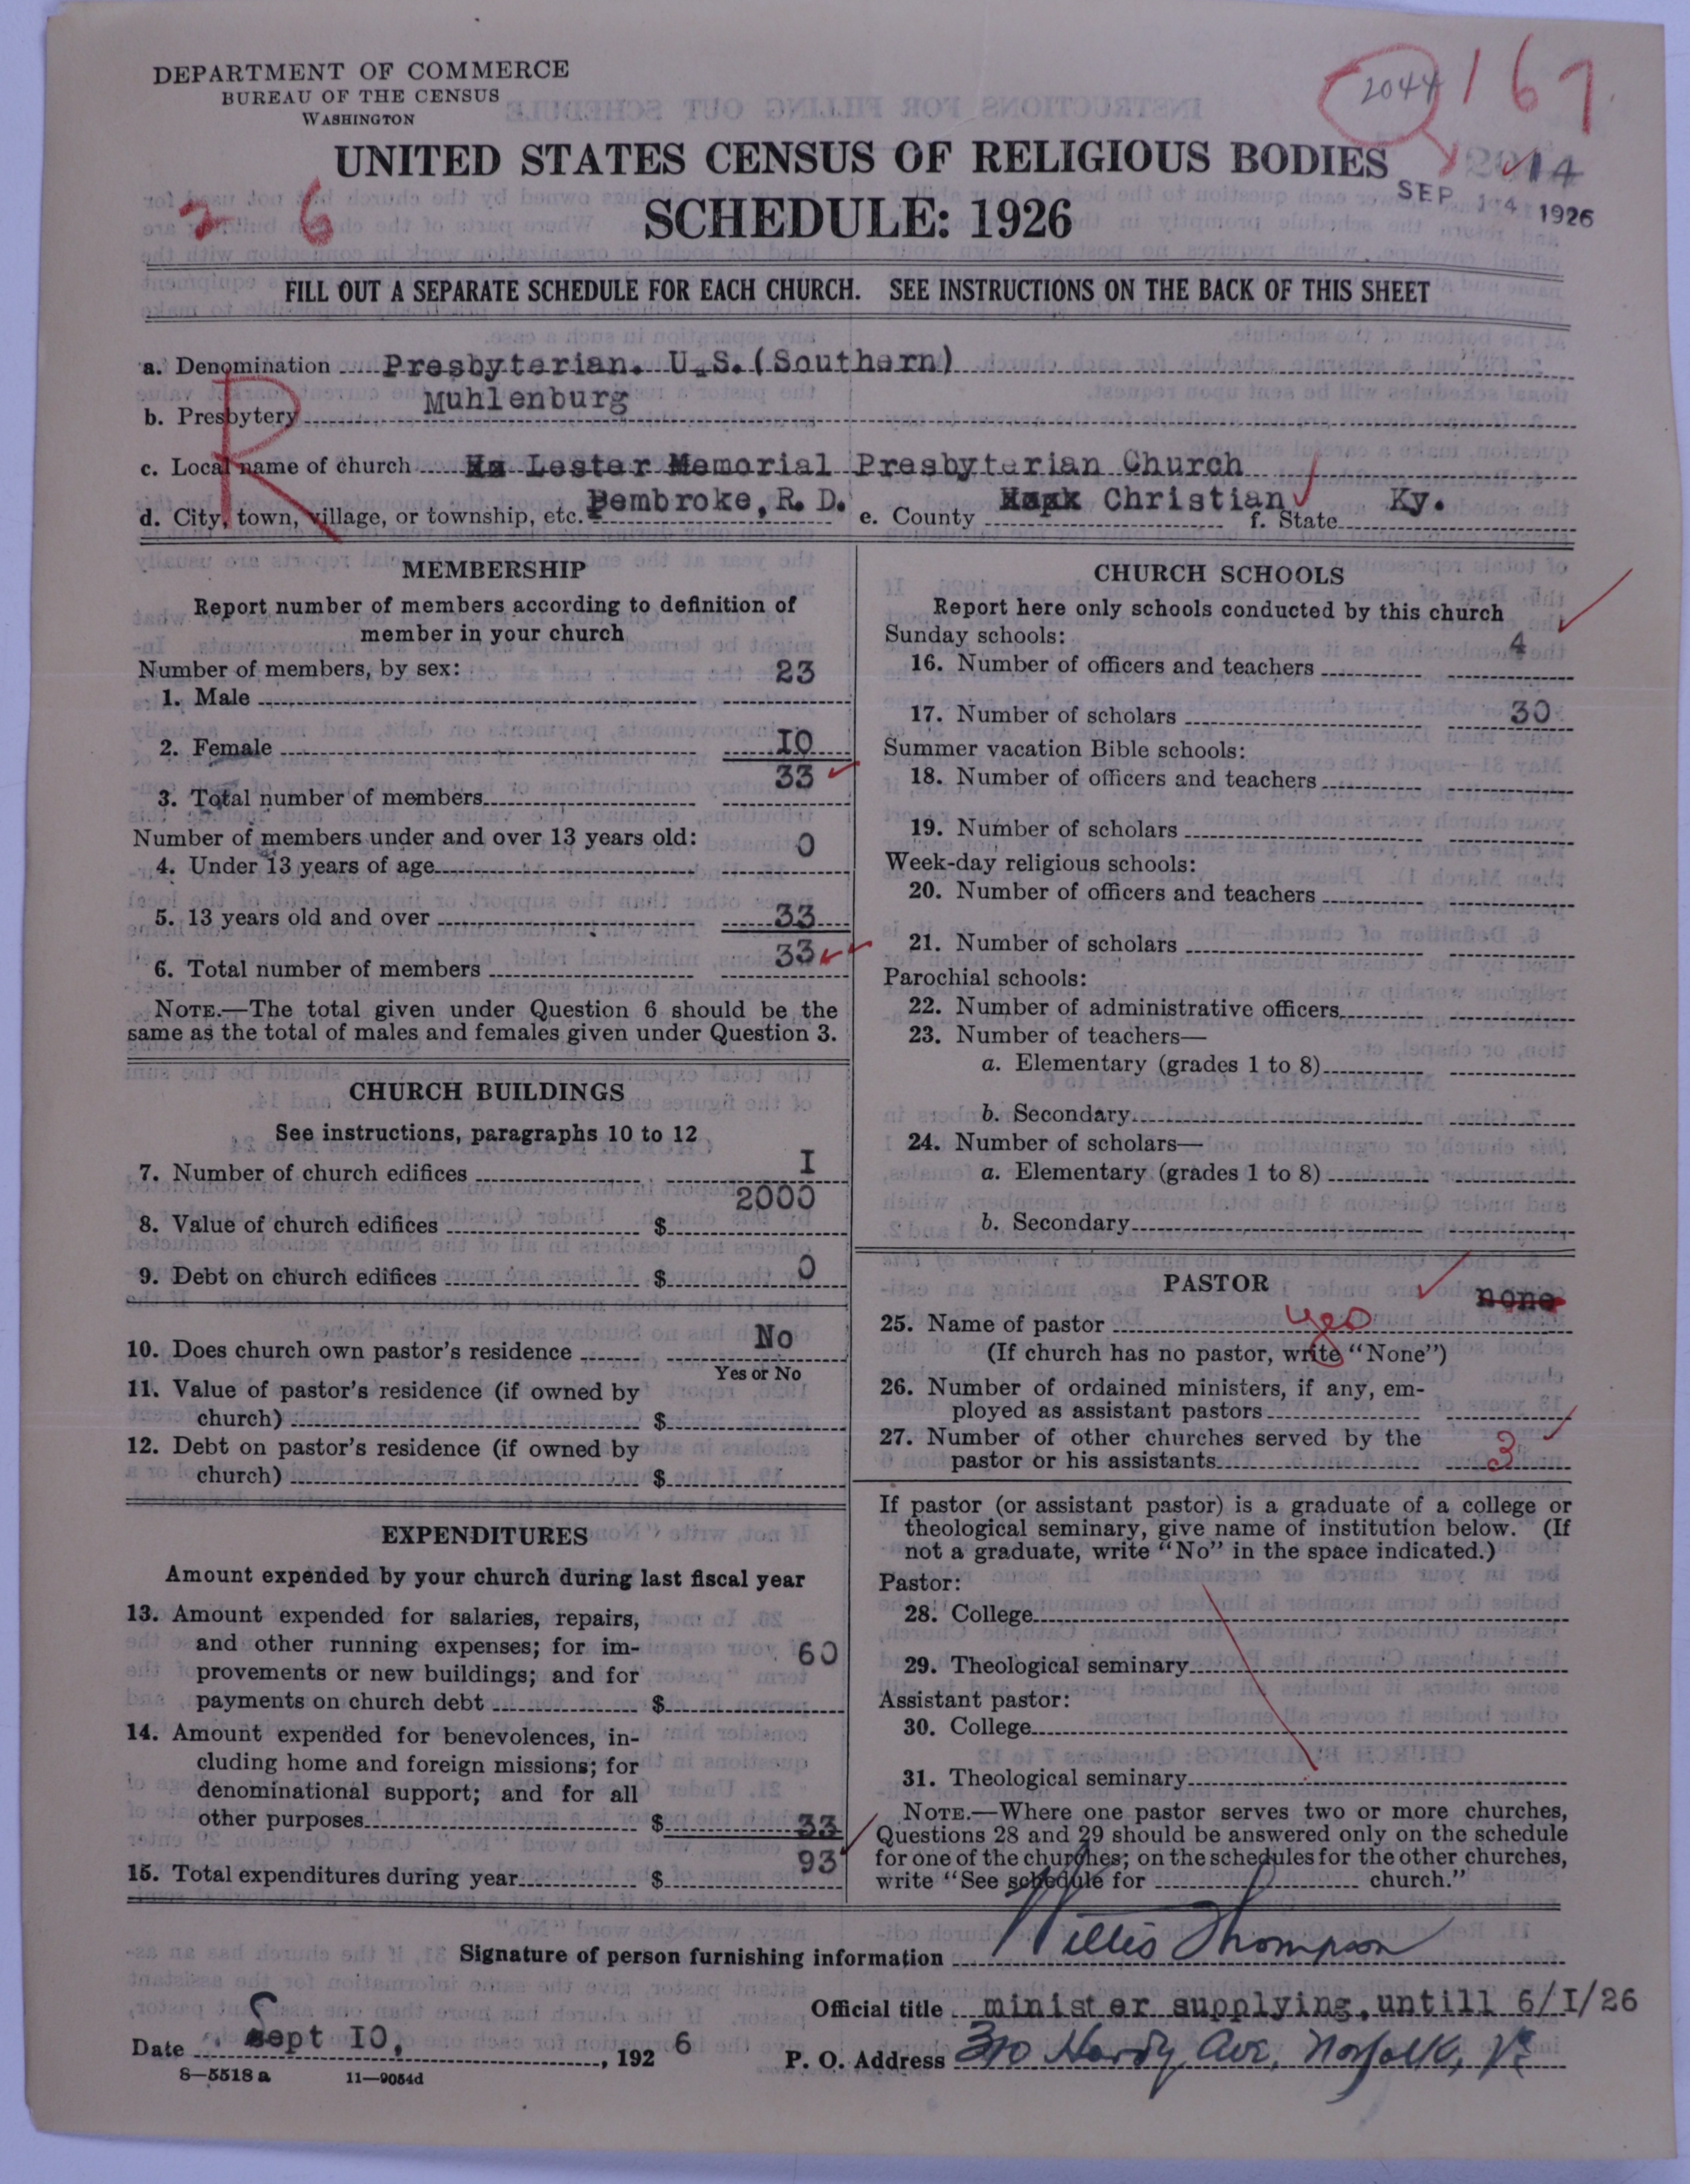 DEPARTMENT OF COMMERCE
BUREAU OF THE CENSUS
WASHINGTON
2044 167
UNITED STATES CENSUS OF RELIGIOUS BODIES
14
SEP 14 1926
2 6
SCHEDULE: 1926
FILL OUT A SEPARATE SCHEDULE FOR EACH CHURCH. SEE INSTRUCTIONS ON THE BACK OF THIS SHEET
a. Denomination Presbyterian. U.S.(Southern)
b. Presbytery Muhlenburg
R
c. Local name of church Lester Memorial Presbyterian Church
d. City, town, village, or township, etc. Pembroke, R. D. e. County Christian f. State Ky.
MEMBERSHIP
Report number of members according to definition of
member in your church
Number of members, by sex:
1. Male 23
2. Female IO
3. Total number of members 33
Number of members under and over 13 years old:
4. Under 13 years of age 0
5. 13 years old and over 33
6. Total number of members 33
NOTE.—The total given under Question 6 should be the
same as the total of males and females given under Question 3.
CHURCH BUILDINGS
See instructions, paragraphs 10 to 12
7. Number of church edifices I
8. Value of church edifices $ 2000
9. Debt on church edifices $ 0
10. Does church own pastor's residence No
Yes or No
11. Value of pastor's residence (if owned by
church) $
12. Debt on pastor's residence (if owned by
church) $
EXPENDITURES
Amount expended by your church during last fiscal year
13. Amount expended for salaries, repairs,
and other running expenses; for im-
provements or new buildings; and for
payments on church debt $ 60
14. Amount expended for benevolences, in-
cluding home and foreign missions; for
denominational support; and for all
other purposes $ 33
15. Total expenditures during year $ 93
CHURCH SCHOOLS
Report here only schools conducted by this church
Sunday schools:
16. Number of officers and teachers 4
17. Number of scholars 30
Summer vacation Bible schools:
18. Number of officers and teachers
19. Number of scholars
Week-day religious schools:
20. Number of officers and teachers
21. Number of scholars
Parochial schools:
22. Number of administrative officers
23. Number of teachers—
a. Elementary (grades 1 to 8)
b. Secondary
24. Number of scholars—
a. Elementary (grades 1 to 8)
b. Secondary
PASTOR
25. Name of pastor yes none
(If church has no pastor, write "None")
26. Number of ordained ministers, if any, em-
ployed as assistant pastors
27. Number of other churches served by the
pastor or his assistants 3
If pastor (or assistant pastor) is a graduate of a college or
theological seminary, give name of institution below. (If
not a graduate, write "No" in the space indicated.)
Pastor:
28. College
29. Theological seminary
Assistant pastor:
30. College
31. Theological seminary
NOTE.—Where one pastor serves two or more churches,
Questions 28 and 29 should be answered only on the schedule
for one of the churches; on the schedules for the other churches,
write "See schedule for church."
Signature of person furnishing information Willis Thompson
Official title minister supplying, untill 6/I/26
Date Sept IO, , 192 6
P. O. Address 310 Hardy Ave, Norfolk, Va
8—5518 a 11—9054d